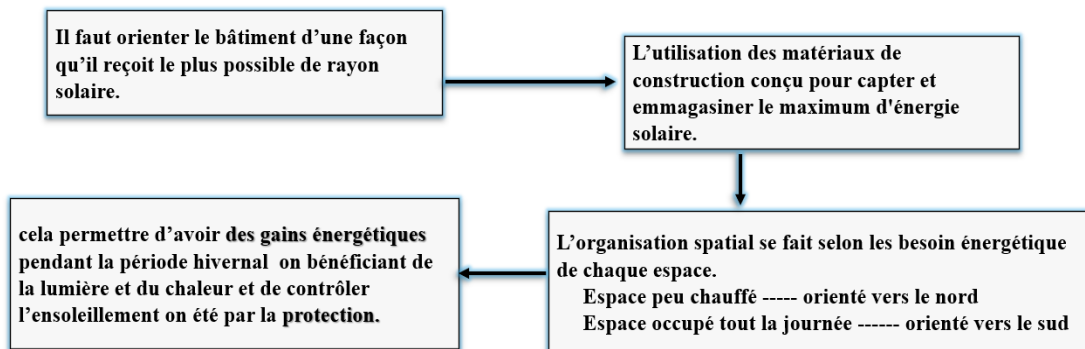 Il faut orienter le bâtiment d’une façon
qu’il reçoit le plus possible de rayon
solaire.
L’utilisation des matériaux de
construction conçu pour capter et
emmagasiner le maximum d'énergie
solaire.
L’organisation spatial se fait selon les besoin énergétique
de chaque espace.
Espace peu chauffé ----- orienté vers le nord
Espace occupé tout la journée ------ orienté vers le sud
cela permettre d’avoir des gains énergétiques
pendant la période hivernal on bénéficiant de
la lumière et du chaleur et de contrôler
l’ensoleillement on été par la protection.